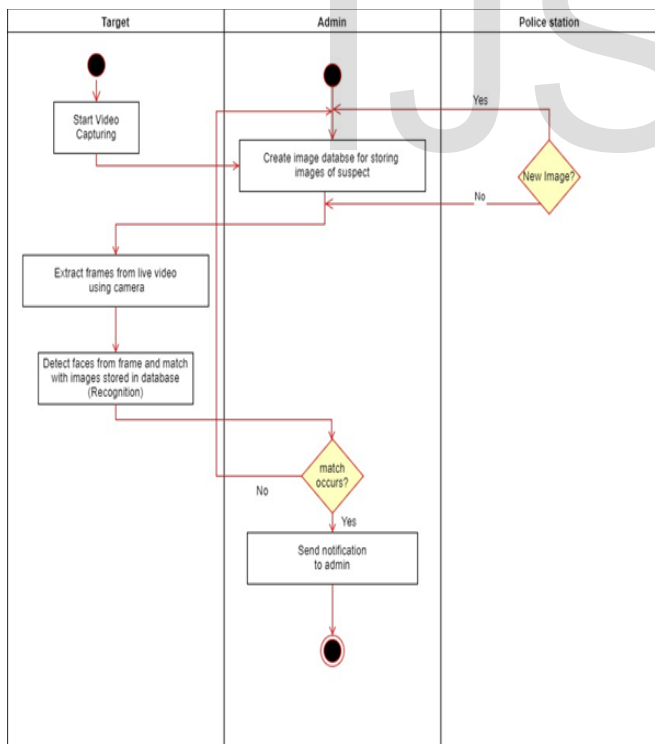 Target
Admin
Police station
Yes
Start Video
Capturing
Create image databse for storing
images of suspect
New Image?
No
Extract frames from live video
using camera
Detect faces from frame and match
with images stored in database
(Recognition)
match
occurs?
No
Yes
Send notification
to admin
IJS